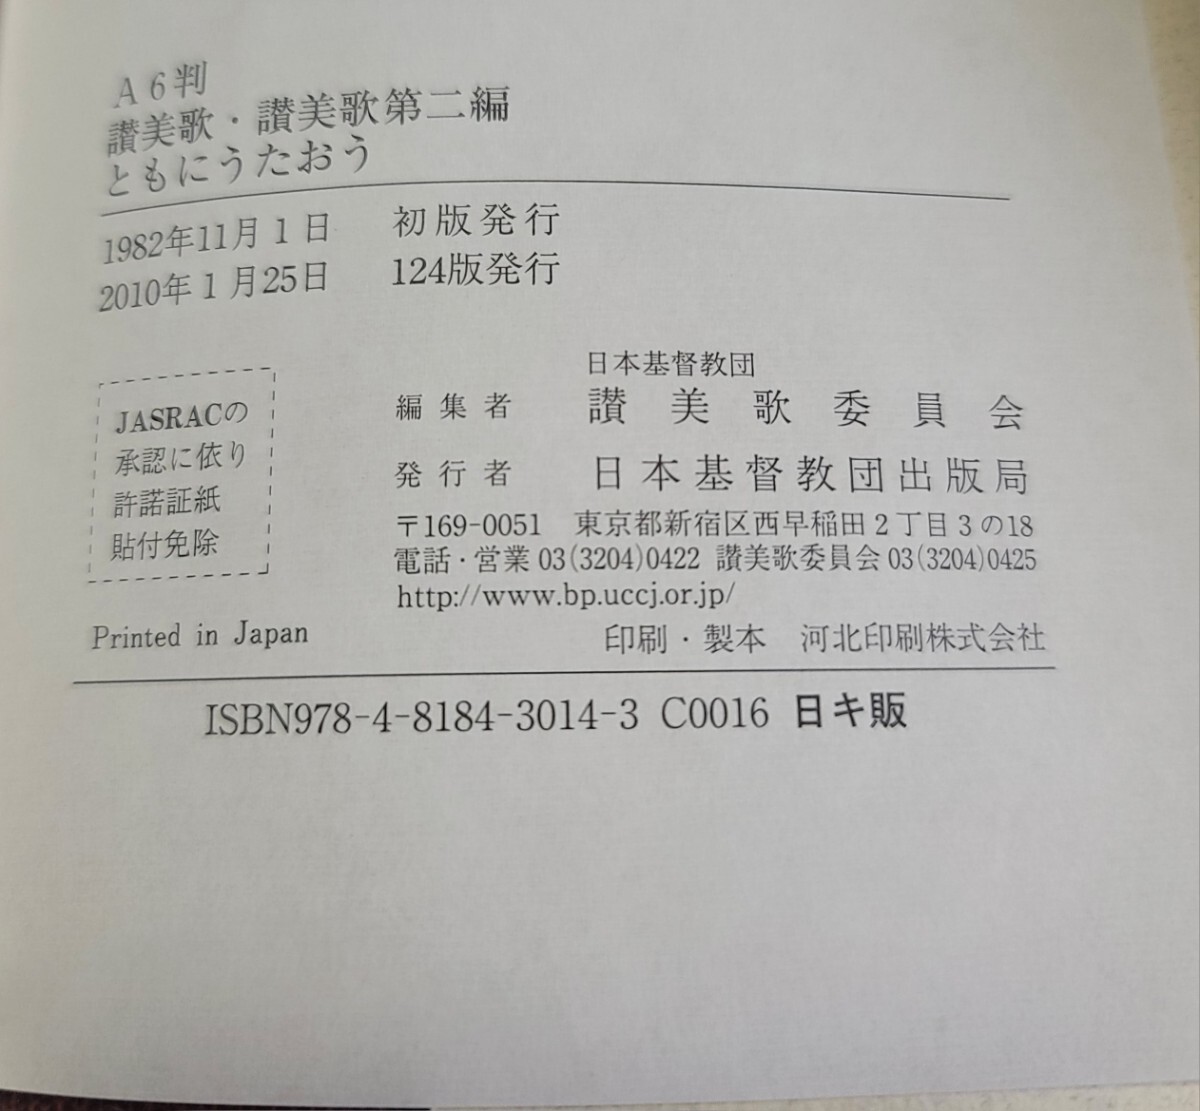 A6判
讃美歌・讃美歌第二編
ともにうたおう
1982年11月1日 初版発行
2010年1月25日 124版発行
JASRACの
承認に依り
許諾証紙
貼付免除
日本基督教団
編集者 讃美歌委員会
発行者 日本基督教団出版局
〒169-0051 東京都新宿区西早稲田2丁目3の18
電話・営業 03(3204)0422 讃美歌委員会 03(3204)0425
http://www.bp.uccj.or.jp/
Printed in Japan
印刷・製本 河北印刷株式会社
ISBN978-4-8184-3014-3 C0016 日キ販